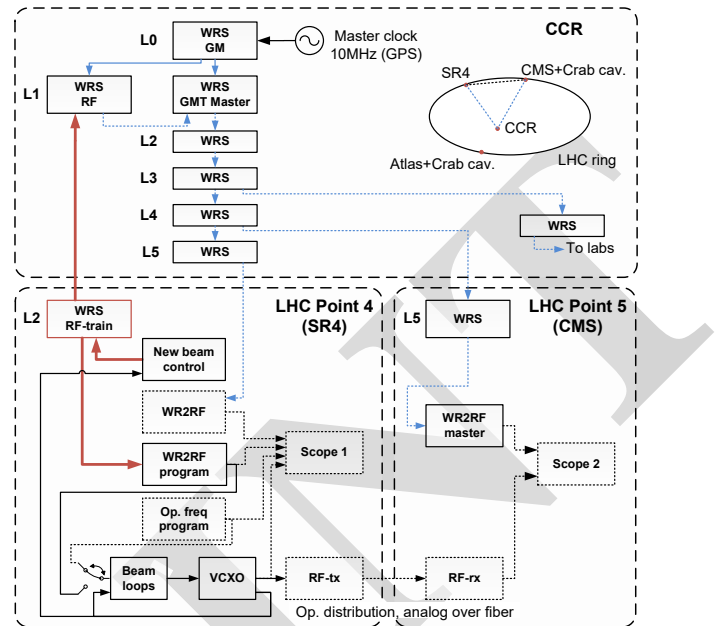 CCR
L0
WRS
GM
Master clock
10MHz (GPS)
L1
WRS
RF
WRS
GMT Master
SR4
CMS+Crab cav.
CCR
Atlas+Crab cav.
LHC ring
L2
WRS
L3
WRS
L4
WRS
L5
WRS
WRS
To labs
LHC Point 4
(SR4)
L2
WRS
RF-train
New beam
control
WR2RF
WR2RF
program
Scope 1
Op. freq
program
Beam
loops
VCXO
RF-tx
LHC Point 5
(CMS)
L5
WRS
WR2RF
master
Scope 2
RF-rx
Op. distribution, analog over fiber